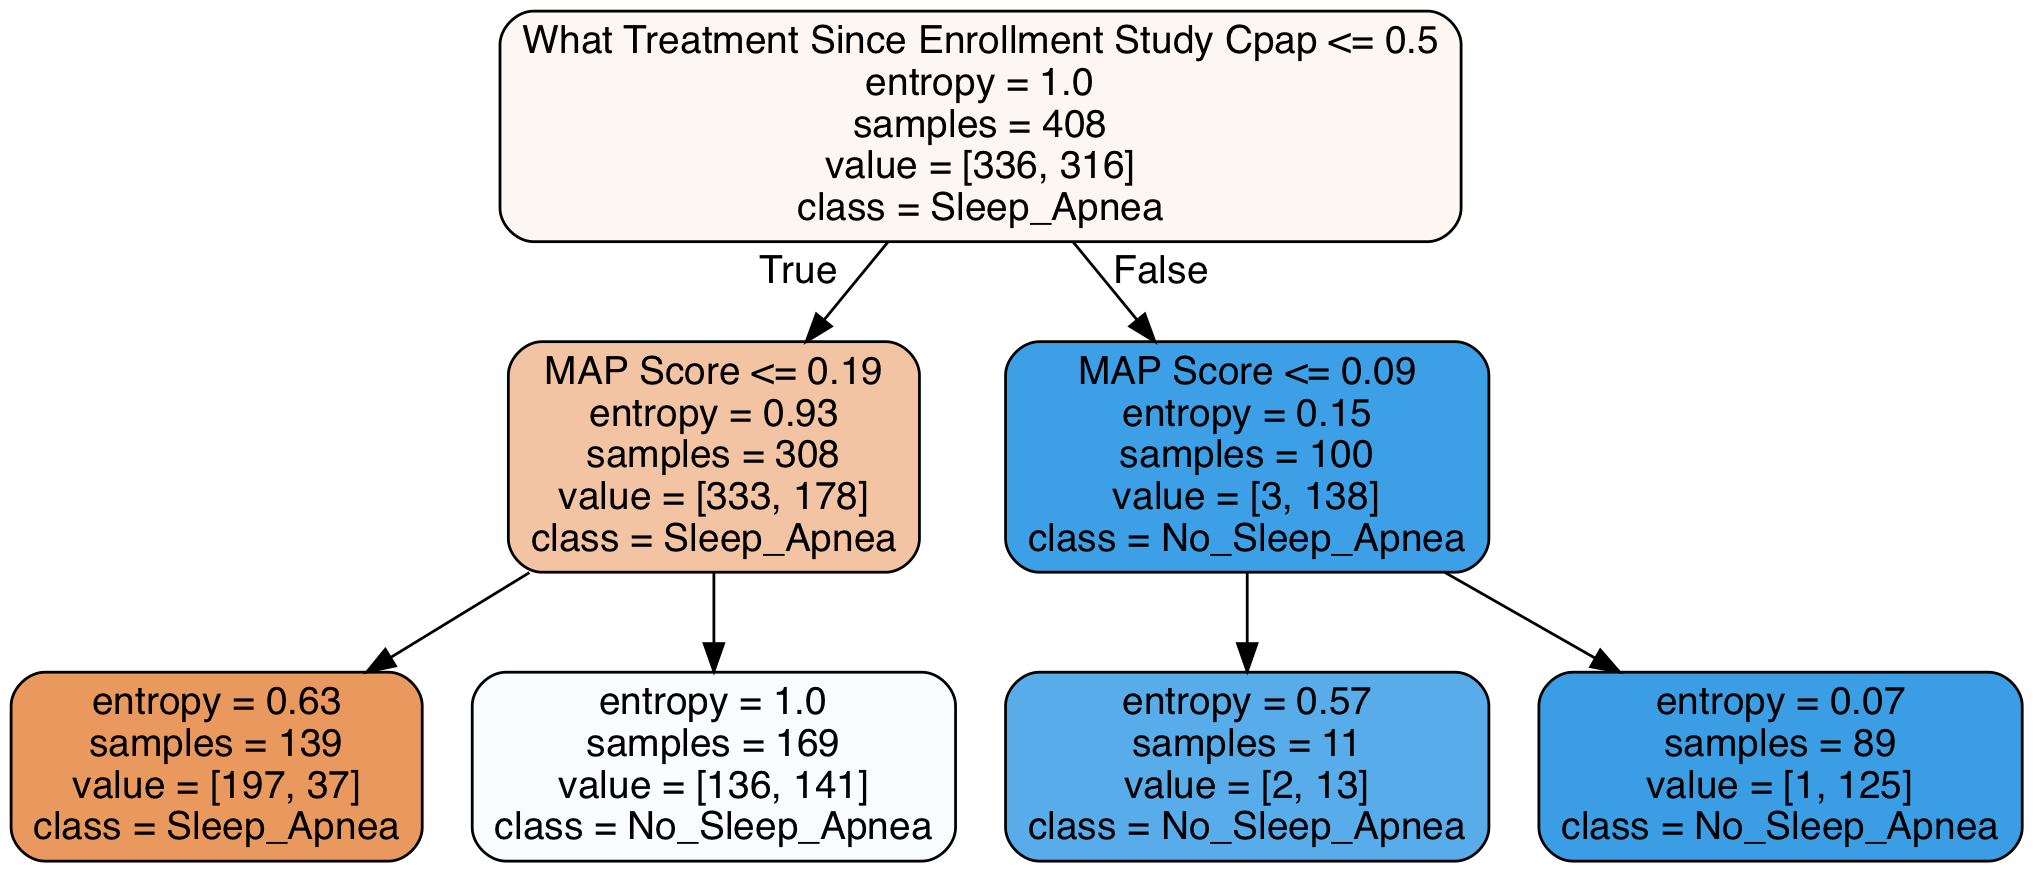 What Treatment Since Enrollment Study Cpap <= 0.5
entropy = 1.0
samples = 408
value = [336, 316]
class = Sleep_Apnea
True
False
MAP Score <= 0.19
entropy = 0.93
samples = 308
value = [333, 178]
class = Sleep_Apnea
MAP Score <= 0.09
entropy = 0.15
samples = 100
value = [3, 138]
class = No_Sleep_Apnea
entropy = 0.63
samples = 139
value = [197, 37]
class = Sleep_Apnea
entropy = 1.0
samples = 169
value = [136, 141]
class = No_Sleep_Apnea
entropy = 0.57
samples = 11
value = [2, 13]
class = No_Sleep_Apnea
entropy = 0.07
samples = 89
value = [1, 125]
class = No_Sleep_Apnea